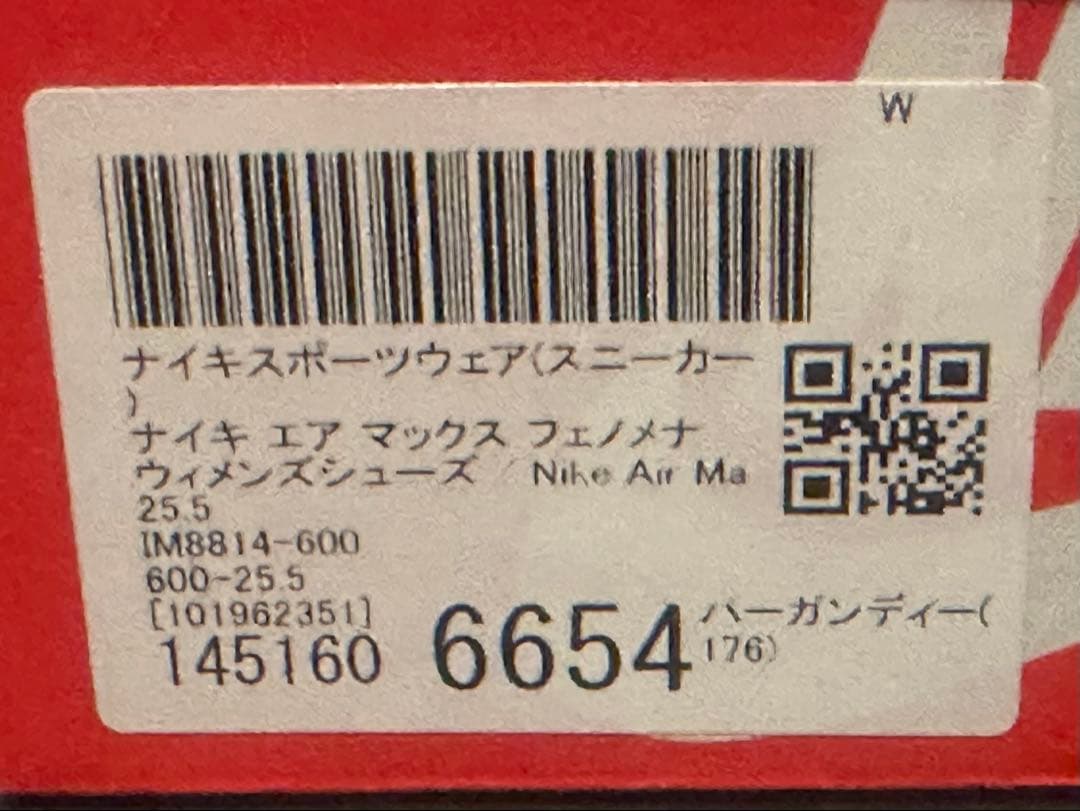 W
ナイキスポーツウェア(スニーカー
)
ナイキ エア マックス フェノメナ
ウィメンズシューズ / Nike Air Ma
25.5
IM8814-600
600-25.5
[101962351]
145160 6654 バーガンディー(
176)